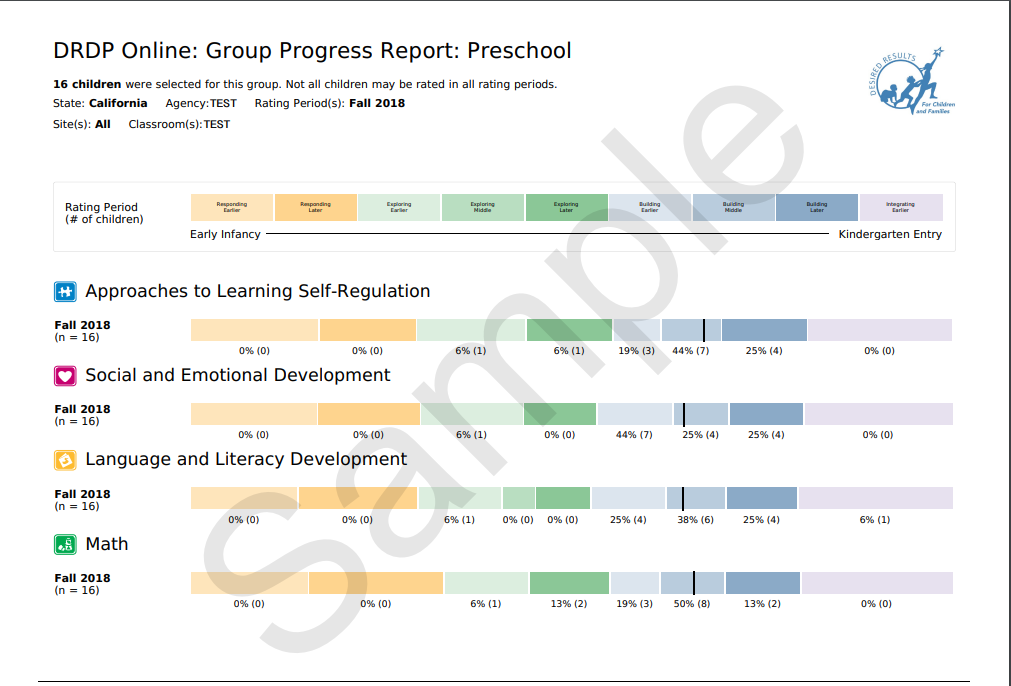 DRDP Online: Group Progress Report: Preschool
16 children were selected for this group. Not all children may be rated in all rating periods.
State: California Agency:TEST Rating Period(s): Fall 2018
Site(s): All Classroom(s):TEST
DESIRED RESULTS
For Children
and Families
Rating Period
(# of children)
Responding Earlier
Responding Later
Exploring Earlier
Exploring Middle
Exploring Later
Building Earlier
Building Middle
Building Later
Integrating Earlier
Early Infancy Kindergarten Entry
Approaches to Learning Self-Regulation
Fall 2018
(n = 16)
0% (0) 0% (0) 6% (1) 6% (1) 19% (3) 44% (7) 25% (4) 0% (0)
Social and Emotional Development
Fall 2018
(n = 16)
0% (0) 0% (0) 6% (1) 0% (0) 44% (7) 25% (4) 25% (4) 0% (0)
Language and Literacy Development
Fall 2018
(n = 16)
0% (0) 0% (0) 6% (1) 0% (0) 0% (0) 25% (4) 38% (6) 25% (4) 6% (1)
Math
Fall 2018
(n = 16)
0% (0) 0% (0) 6% (1) 13% (2) 19% (3) 50% (8) 13% (2) 0% (0)
Sample